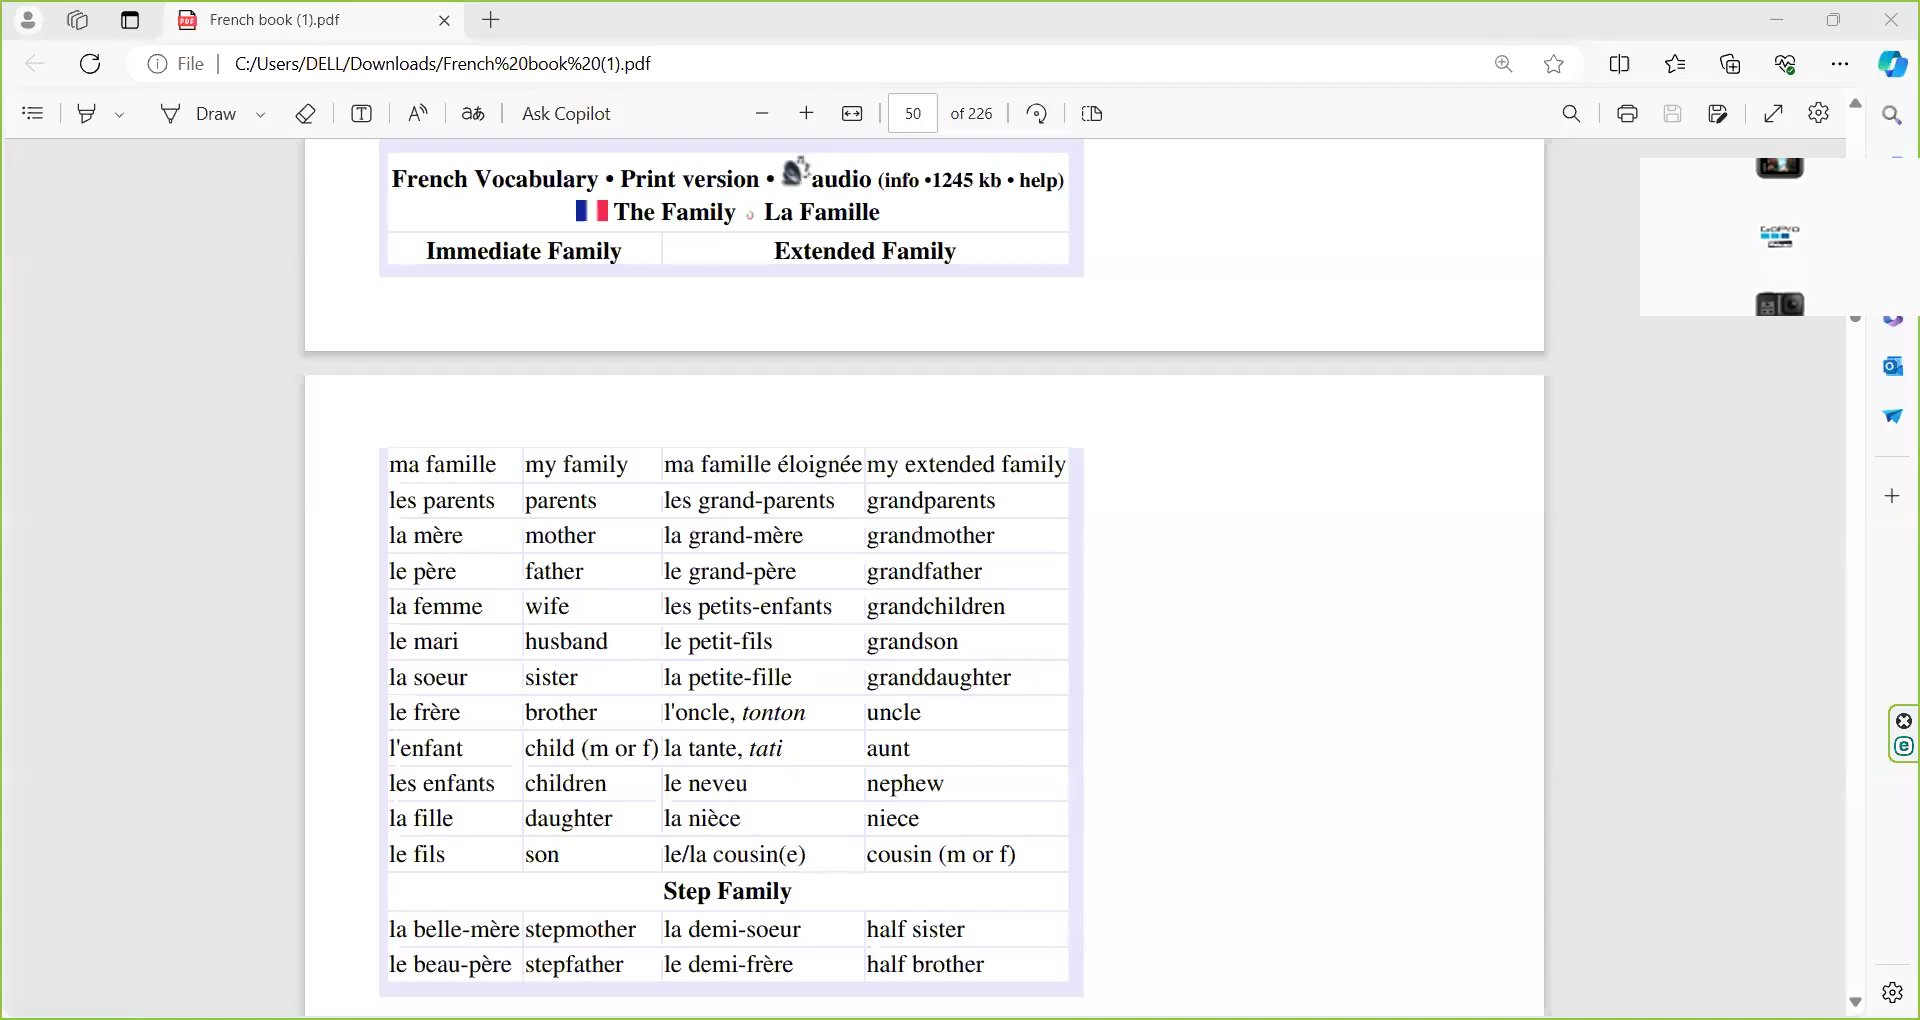 French book (1).pdf
File
C:/Users/DELL/Downloads/French%20book%20(1).pdf
Draw
Ask Copilot
50 of 226
French Vocabulary • Print version • audio (info •1245 kb • help)
The Family La Famille
Immediate Family Extended Family
GoPro
ma famille my family ma famille éloignée my extended family
les parents parents les grand-parents grandparents
la mère mother la grand-mère grandmother
le père father le grand-père grandfather
la femme wife les petits-enfants grandchildren
le mari husband le petit-fils grandson
la soeur sister la petite-fille granddaughter
le frère brother l'oncle, tonton uncle
l'enfant child (m or f) la tante, tati aunt
les enfants children le neveu nephew
la fille daughter la nièce niece
le fils son le/la cousin(e) cousin (m or f)
Step Family
la belle-mère stepmother la demi-soeur half sister
le beau-père stepfather le demi-frère half brother